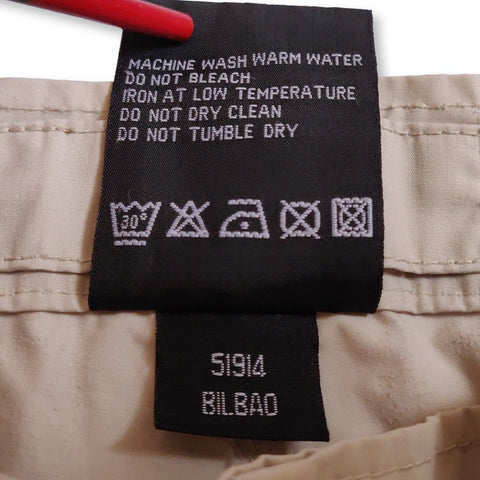 MACHINE WASH WARM WATER
DO NOT BLEACH
IRON AT LOW TEMPERATURE
DO NOT DRY CLEAN
DO NOT TUMBLE DRY
30°
51914
BILBAO